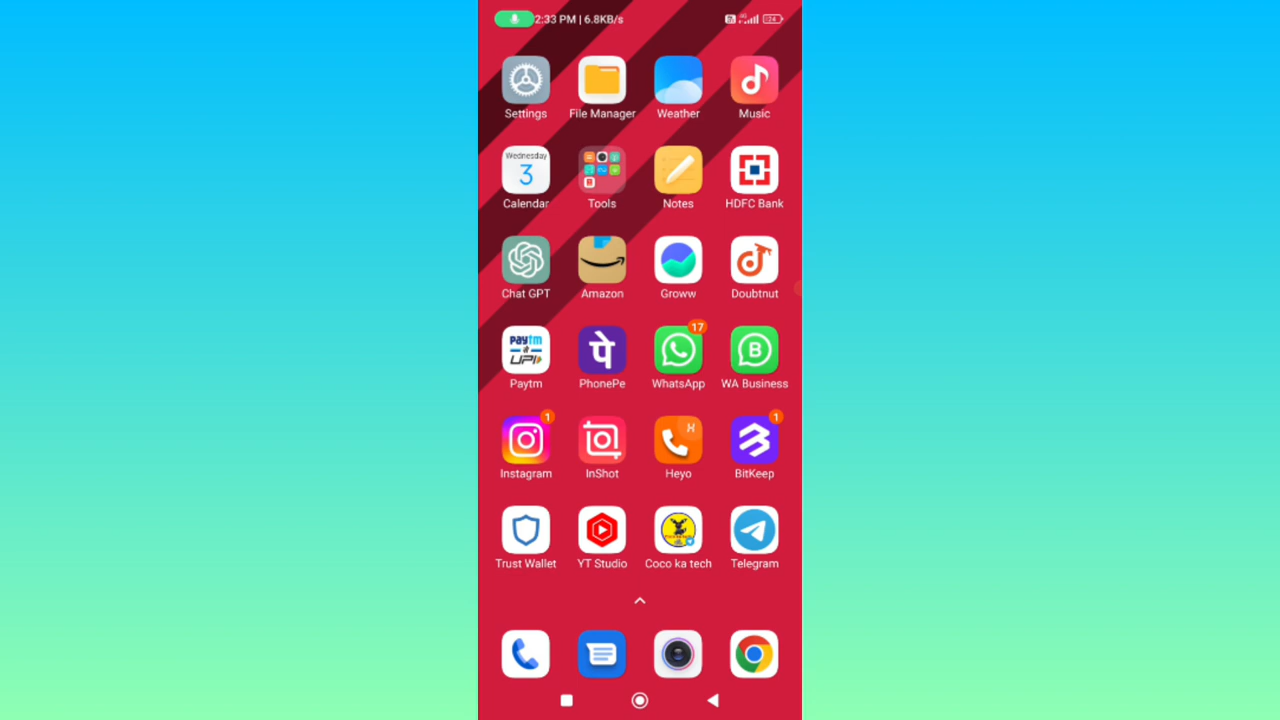 2:33 PM | 6.8KB/s
24
Settings
File Manager
Weather
Music
Wednesday
3
Calendar
Tools
Notes
HDFC Bank
Chat GPT
Amazon
Groww
Doubtnut
Paytm
UPI
पे
17
B
Paytm
PhonePe
WhatsApp
WA Business
1
H
1
Instagram
InShot
Heyo
BitKeep
Trust Wallet
YT Studio
Coco ka tech
Telegram